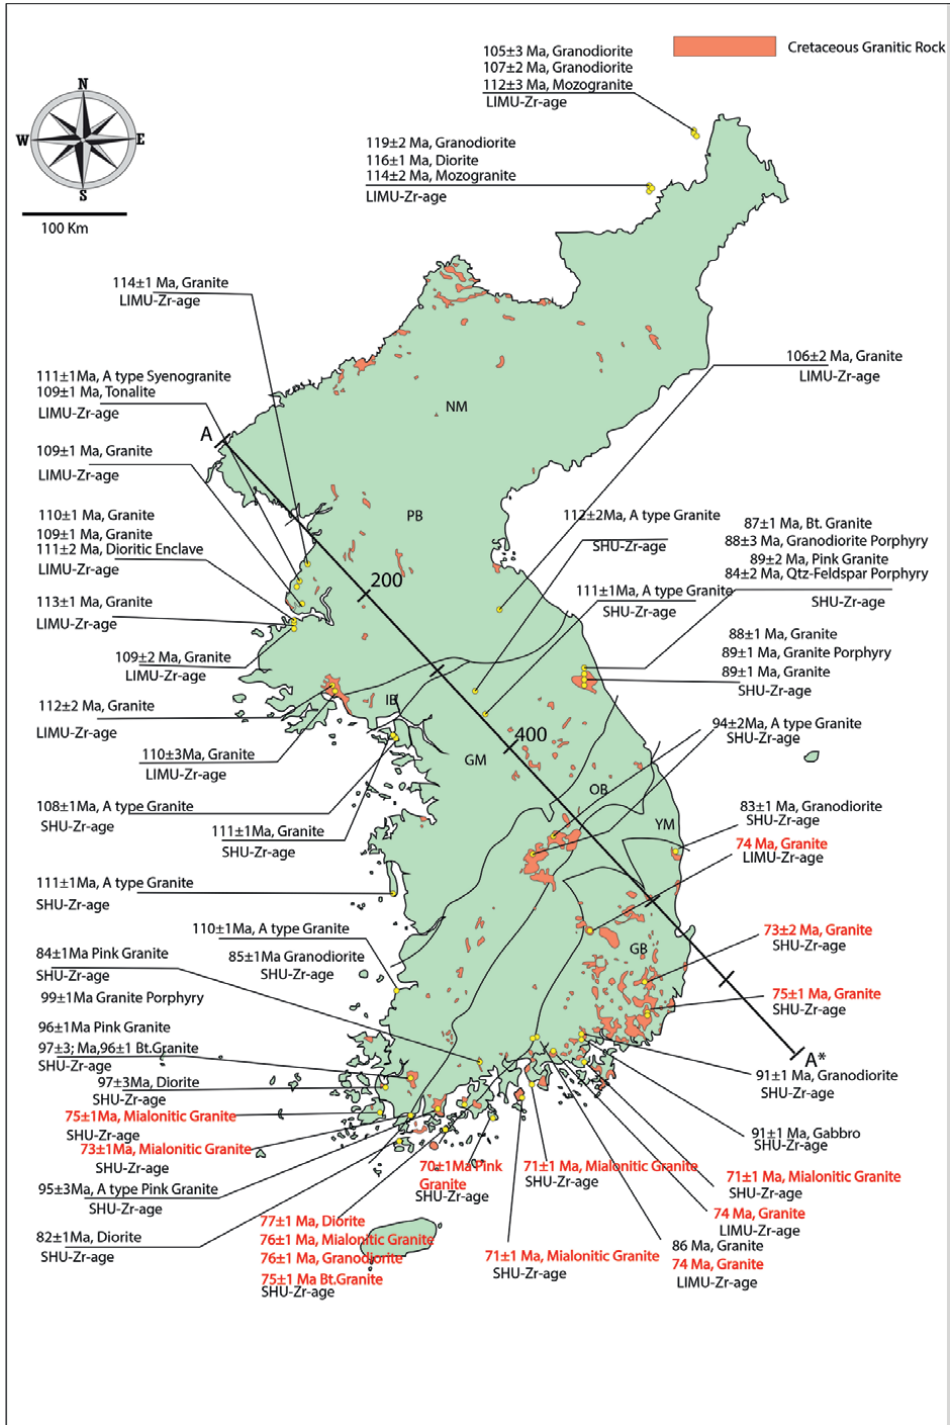 Cretaceous Granitic Rock
105±3 Ma, Granodiorite
107±2 Ma, Granodiorite
112±3 Ma, Mozogranite
LIMU-Zr-age
119±2 Ma, Granodiorite
116±1 Ma, Diorite
114±2 Ma, Mozogranite
LIMU-Zr-age
N
W
E
S
100 Km
114±1 Ma, Granite
LIMU-Zr-age
106±2 Ma, Granite
LIMU-Zr-age
111±1Ma, A type Syenogranite
109±1 Ma, Tonalite
LIMU-Zr-age
NM
A
109±1 Ma, Granite
LIMU-Zr-age
110±1 Ma, Granite
109±1 Ma, Granite
111±2 Ma, Dioritic Enclave
LIMU-Zr-age
PB
112±2Ma, A type Granite
SHU-Zr-age
87±1 Ma, Bt. Granite
88±3 Ma, Granodiorite Porphyry
89±2 Ma, Pink Granite
84±2 Ma, Qtz-Feldspar Porphyry
SHU-Zr-age
200
111±1Ma, A type Granite
SHU-Zr-age
113±1 Ma, Granite
LIMU-Zr-age
88±1 Ma, Granite
89±1 Ma, Granite Porphyry
89±1 Ma, Granite
SHU-Zr-age
109±2 Ma, Granite
LIMU-Zr-age
112±2 Ma, Granite
LIMU-Zr-age
IB
94±2Ma, A type Granite
SHU-Zr-age
400
110±3Ma, Granite
LIMU-Zr-age
GM
OB
108±1Ma, A type Granite
SHU-Zr-age
83±1 Ma, Granodiorite
SHU-Zr-age
YM
111±1Ma, Granite
SHU-Zr-age
74 Ma, Granite
LIMU-Zr-age
111±1Ma, A type Granite
SHU-Zr-age
110±1Ma, A type Granite
73±2 Ma, Granite
SHU-Zr-age
GB
84±1Ma Pink Granite
SHU-Zr-age
85±1Ma Granodiorite
SHU-Zr-age
99±1Ma Granite Porphyry
75±1 Ma, Granite
SHU-Zr-age
96±1Ma Pink Granite
97±3; Ma,96±1 Bt.Granite
SHU-Zr-age
A*
97±3Ma, Diorite
SHU-Zr-age
91±1 Ma, Granodiorite
SHU-Zr-age
75±1Ma, Mialonitic Granite
SHU-Zr-age
73±1Ma, Mialonitic Granite
SHU-Zr-age
91±1 Ma, Gabbro
SHU-Zr-age
70±1Ma Pink
Granite
SHU-Zr-age
71±1 Ma, Mialonitic Granite
SHU-Zr-age
71±1 Ma, Mialonitic Granite
SHU-Zr-age
95±3Ma, A type Pink Granite
SHU-Zr-age
74 Ma, Granite
LIMU-Zr-age
77±1 Ma, Diorite
76±1 Ma, Mialonitic Granite
76±1 Ma, Granodiorite
75±1 Ma Bt.Granite
SHU-Zr-age
82±1Ma, Diorite
SHU-Zr-age
71±1 Ma, Mialonitic Granite
SHU-Zr-age
86 Ma, Granite
74 Ma, Granite
LIMU-Zr-age